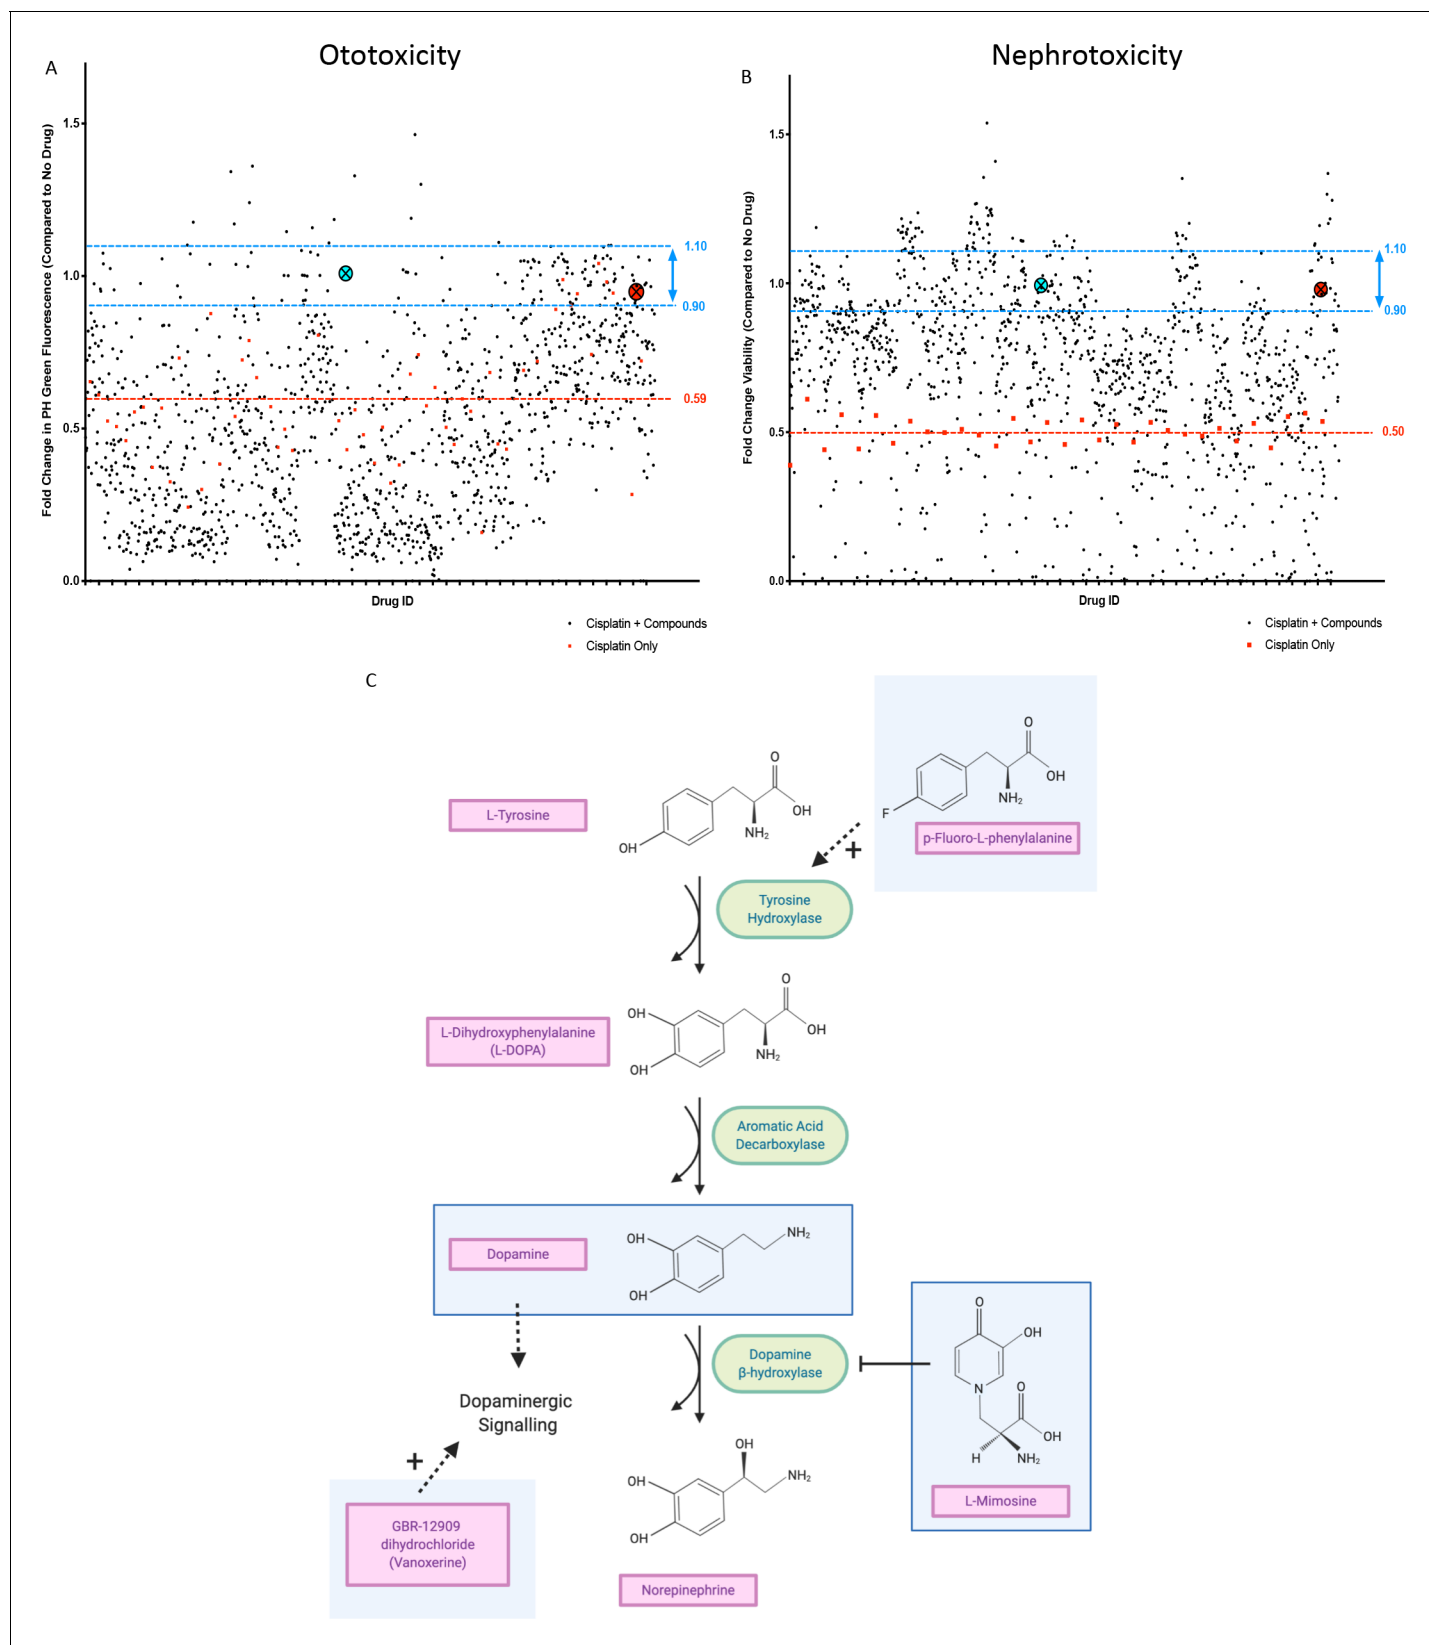 Ototoxicity
Nephrotoxicity
A
B
Fold Change in PH Green Fluorescence (Compared to No Drug)
1.5
1.0
0.5
0.0
1.10
0.90
0.59
Drug ID
Cisplatin + Compounds
Cisplatin Only
Fold Change Viability (Compared to No Drug)
1.5
1.0
0.5
0.0
1.10
0.90
0.50
Drug ID
Cisplatin + Compounds
Cisplatin Only
C
L-Tyrosine
O
OH
NH2
OH
O
OH
NH2
F
p-Fluoro-L-phenylalanine
+
Tyrosine
Hydroxylase
L-Dihydroxyphenylalanine
(L-DOPA)
O
OH
OH
NH2
OH
Aromatic Acid
Decarboxylase
Dopamine
OH
NH2
OH
Dopamine
β-hydroxylase
O
OH
N
O
OH
H
NH2
L-Mimosine
Dopaminergic
Signalling
+
GBR-12909
dihydrochloride
(Vanoxerine)
OH
OH
NH2
OH
Norepinephrine